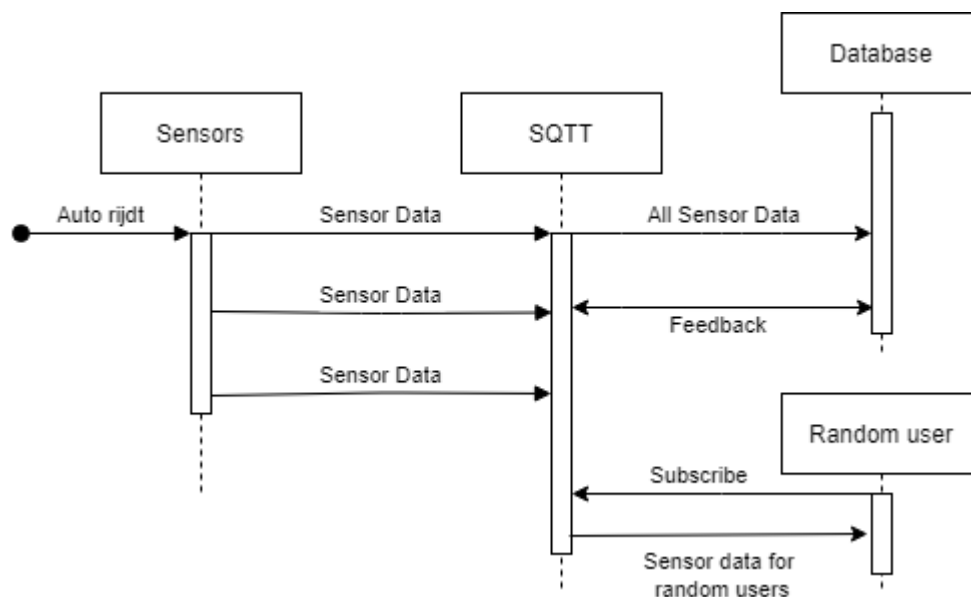 Database
Sensors
SQTT
Auto rijdt
Sensor Data
All Sensor Data
Sensor Data
Feedback
Sensor Data
Random user
Subscribe
Sensor data for
random users